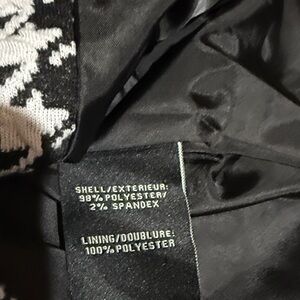 SHELL/EXTERIEUR:
98% POLYESTER/
2% SPANDEX
LINING/DOUBLURE:
100% POLYESTER